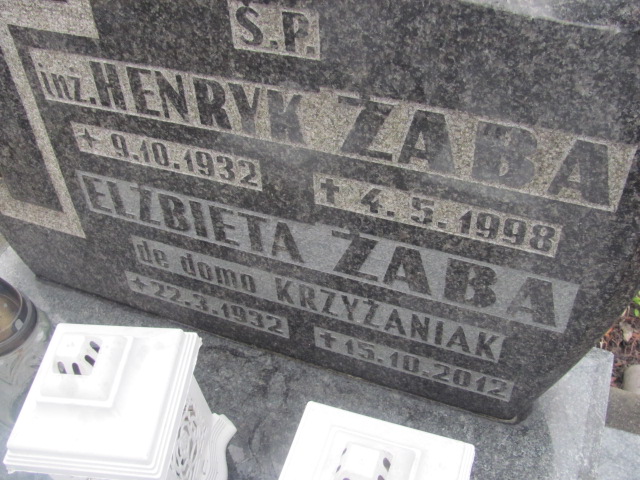 Ś.P.
inż. HENRYK ŻABA
+ 9.10.1932 + 4.5.1998
ELŻBIETA ŻABA
de domo KRZYŻANIAK
+ 22.3.1932 + 15.10.2012